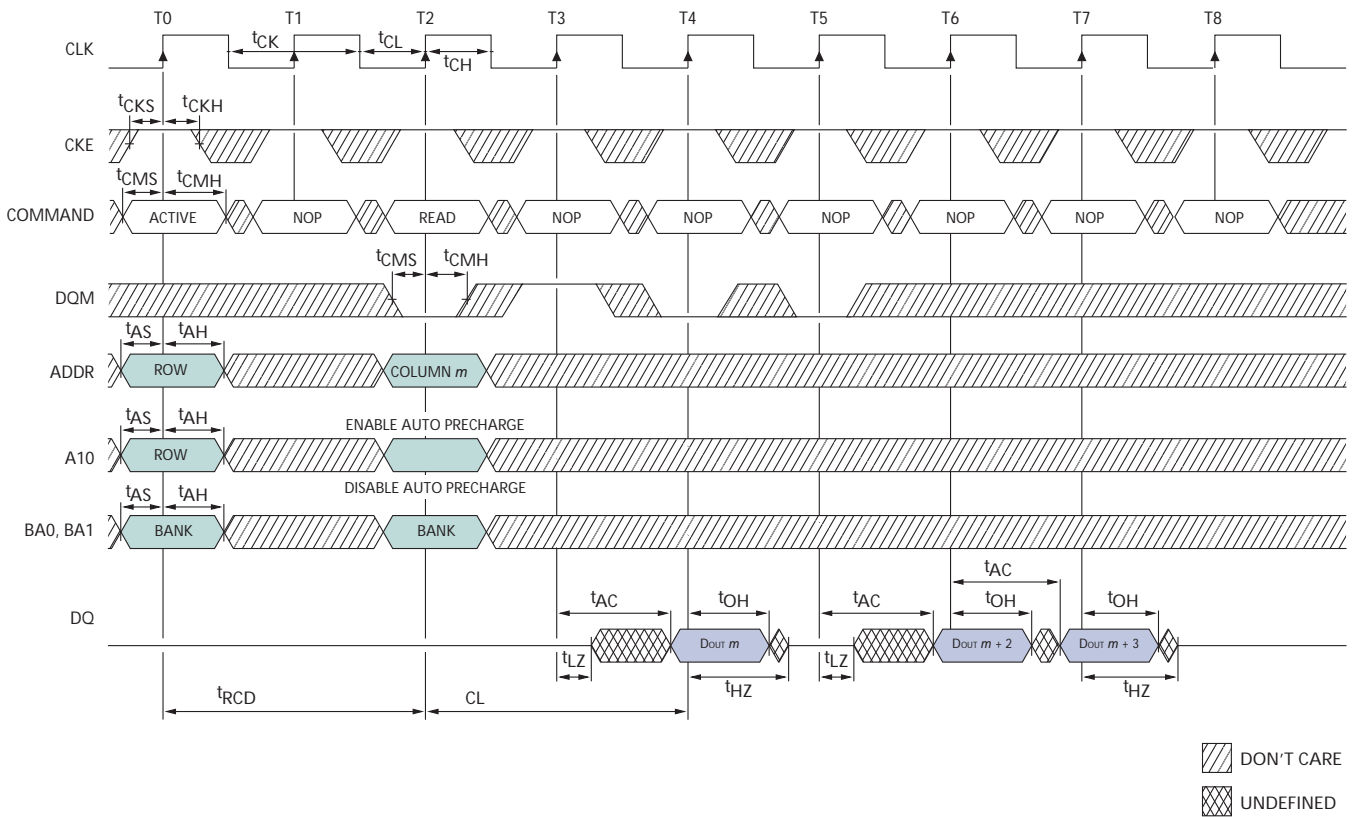 T0 T1 T2 T3 T4 T5 T6 T7 T8
CLK tCK tCL tCH
tCKS tCKH
CKE
tCMS tCMH
COMMAND ACTIVE NOP READ NOP NOP NOP NOP NOP NOP
tCMS tCMH
DQM
tAS tAH
ADDR ROW COLUMN m
tAS tAH ENABLE AUTO PRECHARGE
A10 ROW
DISABLE AUTO PRECHARGE
tAS tAH
BA0, BA1 BANK BANK
tAC
tAC tOH tAC tOH tOH
DQ
DOUT m DOUT m + 2 DOUT m + 3
tLZ tLZ
tHZ tHZ
tRCD CL
DON'T CARE
UNDEFINED